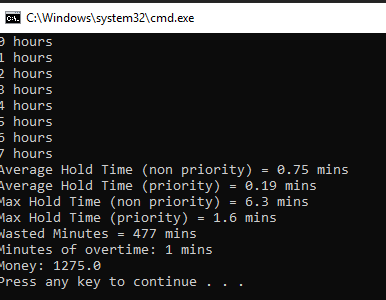 C:\Windows\system32\cmd.exe
0 hours
1 hours
2 hours
3 hours
4 hours
5 hours
6 hours
7 hours
Average Hold Time (non priority) = 0.75 mins
Average Hold Time (priority) = 0.19 mins
Max Hold Time (non priority) = 6.3 mins
Max Hold Time (priority) = 1.6 mins
Wasted Minutes = 477 mins
Minutes of overtime: 1 mins
Money: 1275.0
Press any key to continue . . .